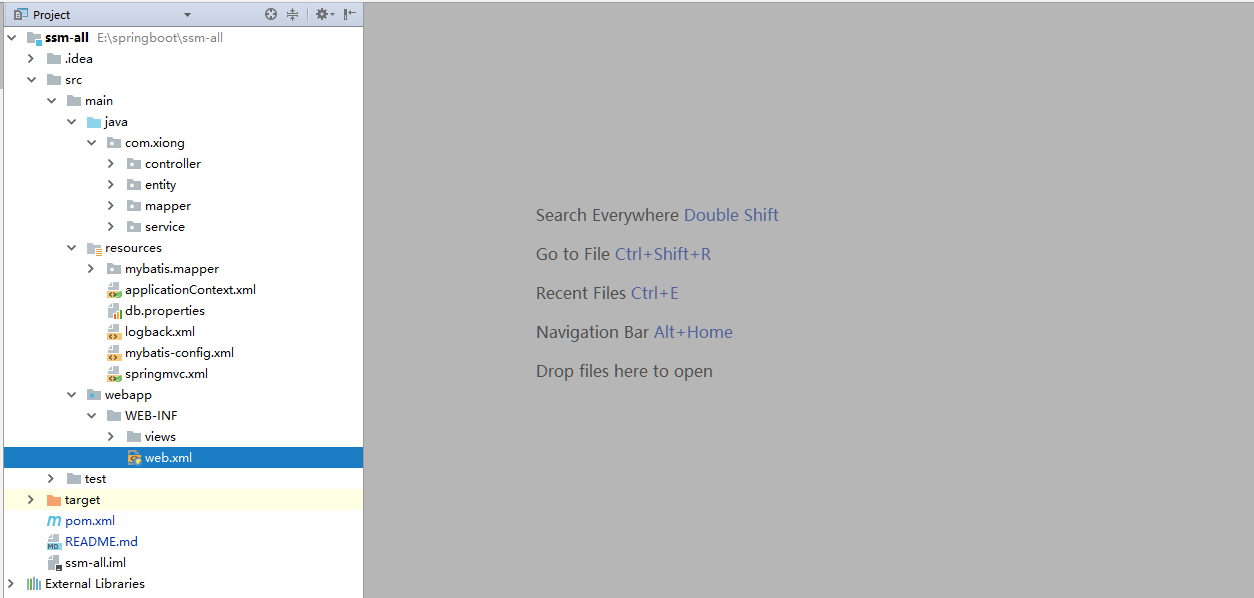 Project
ssm-all E:\springboot\ssm-all
.idea
src
main
java
com.xiong
controller
entity
mapper
service
resources
mybatis.mapper
applicationContext.xml
db.properties
logback.xml
mybatis-config.xml
springmvc.xml
webapp
WEB-INF
views
web.xml
test
target
m pom.xml
MD README.md
ssm-all.iml
External Libraries
Search Everywhere Double Shift
Go to File Ctrl+Shift+R
Recent Files Ctrl+E
Navigation Bar Alt+Home
Drop files here to open